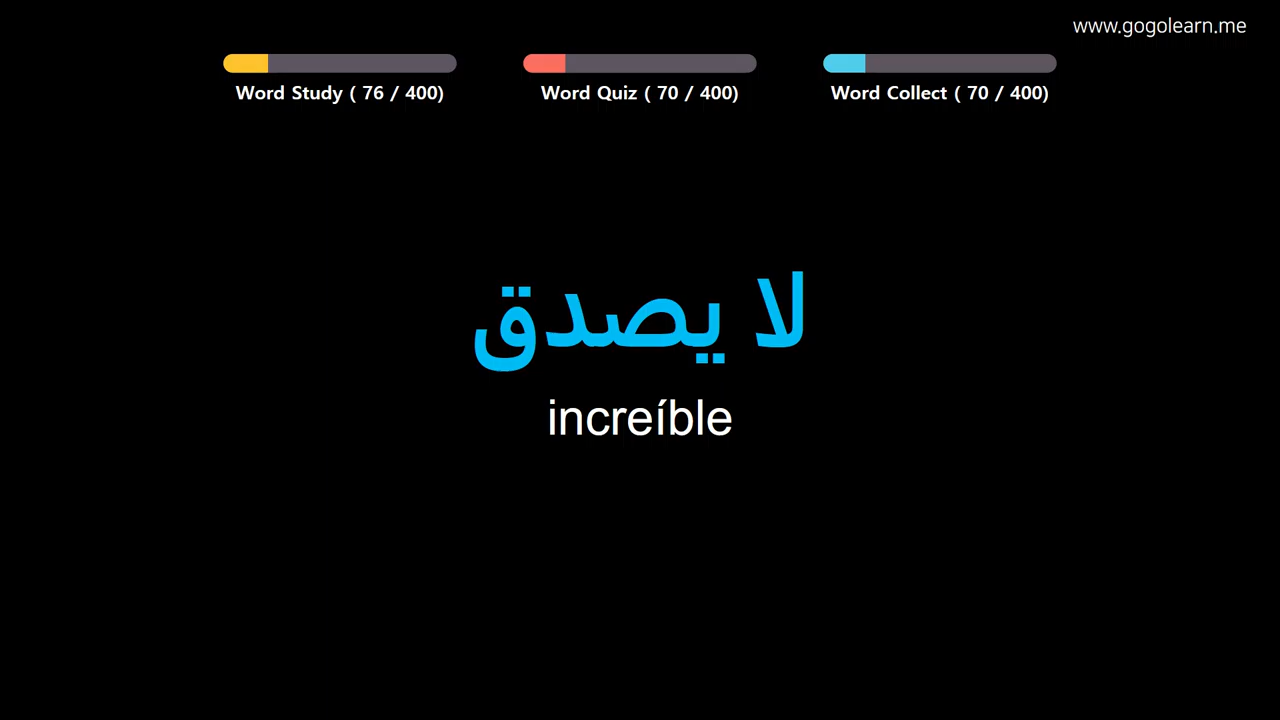 www.gogolearn.me
Word Study ( 76 / 400)
Word Quiz ( 70 / 400)
Word Collect ( 70 / 400)
لا يصدق
increíble